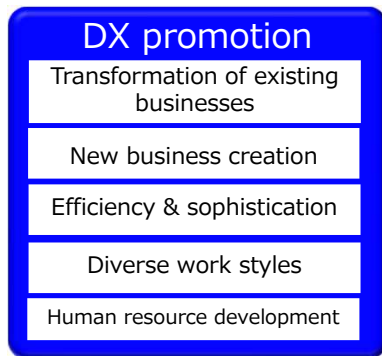 DX promotion
Transformation of existing
businesses
New business creation
Efficiency & sophistication
Diverse work styles
Human resource development